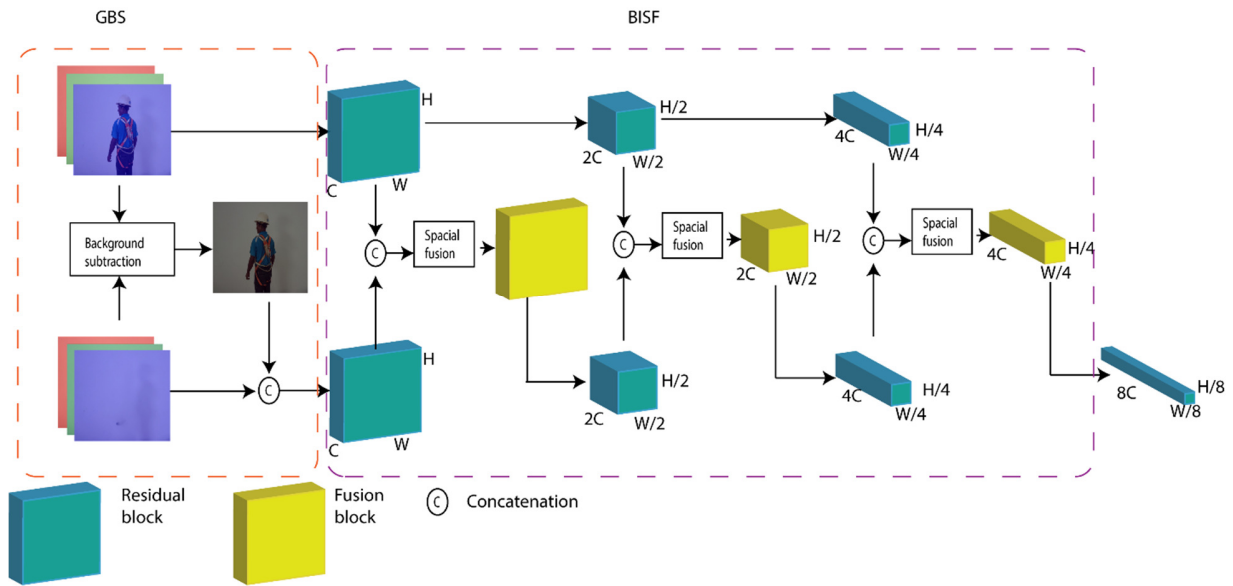 GBS
BISF
H
W
C
H/2
2C
W/2
H/4
4C
W/4
Background
subtraction
C
Spacial
fusion
C
Spacial
fusion
H/2
2C
W/2
C
Spacial
fusion
H/4
4C
W/4
C
H
W
C
H/2
2C
W/2
H/4
4C
W/4
H/8
8C
W/8
C
Residual
block
Fusion
block
C Concatenation